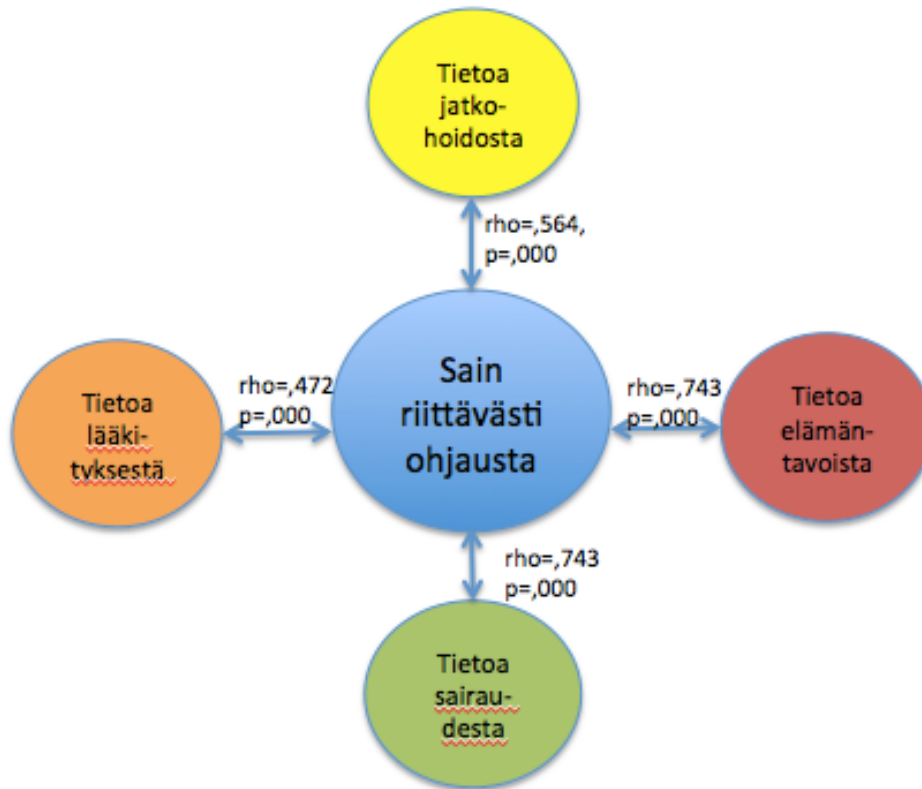 Tietoa
jatko-
hoidosta
rho=,564,
p=,000
Tietoa
lääki-
tyksestä
rho=,472
p=,000
Sain
riittävästi
ohjausta
rho=,743
p=,000
Tietoa
elämän-
tavoista
rho=,743
p=,000
Tietoa
sairau-
desta